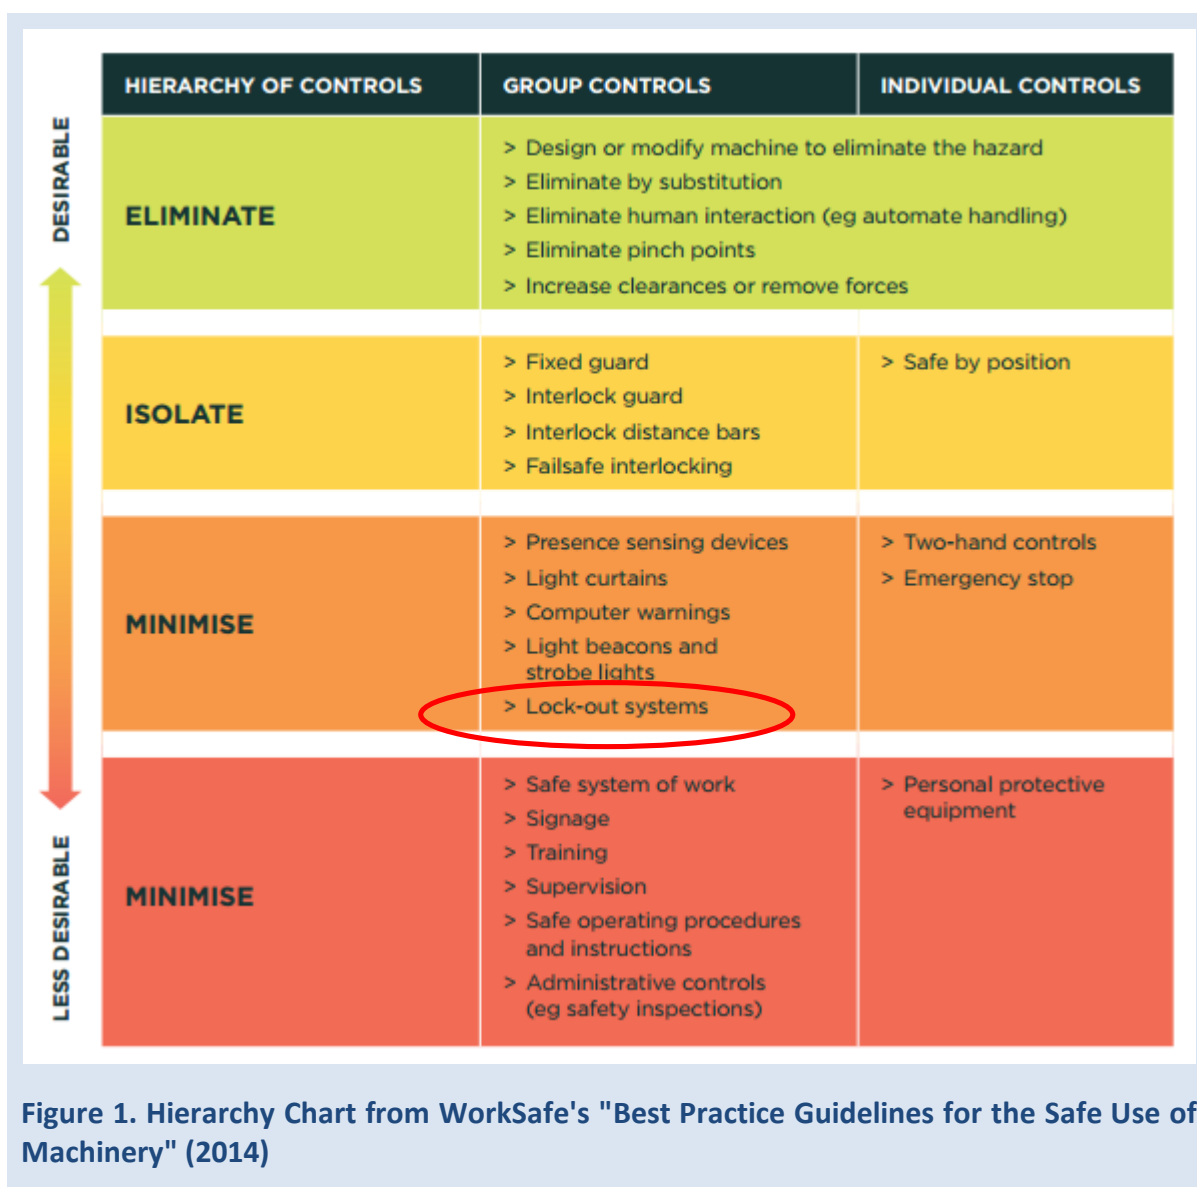 HIERARCHY OF CONTROLS
GROUP CONTROLS
INDIVIDUAL CONTROLS
DESIRABLE
ELIMINATE
> Design or modify machine to eliminate the hazard
> Eliminate by substitution
> Eliminate human interaction (eg automate handling)
> Eliminate pinch points
> Increase clearances or remove forces
ISOLATE
> Fixed guard
> Interlock guard
> Interlock distance bars
> Failsafe interlocking
> Safe by position
MINIMISE
> Presence sensing devices
> Light curtains
> Computer warnings
> Light beacons and
strobe lights
> Lock-out systems
> Two-hand controls
> Emergency stop
LESS DESIRABLE
MINIMISE
> Safe system of work
> Signage
> Training
> Supervision
> Safe operating procedures
and instructions
> Administrative controls
(eg safety inspections)
> Personal protective
equipment
Figure 1. Hierarchy Chart from WorkSafe's "Best Practice Guidelines for the Safe Use of
Machinery" (2014)